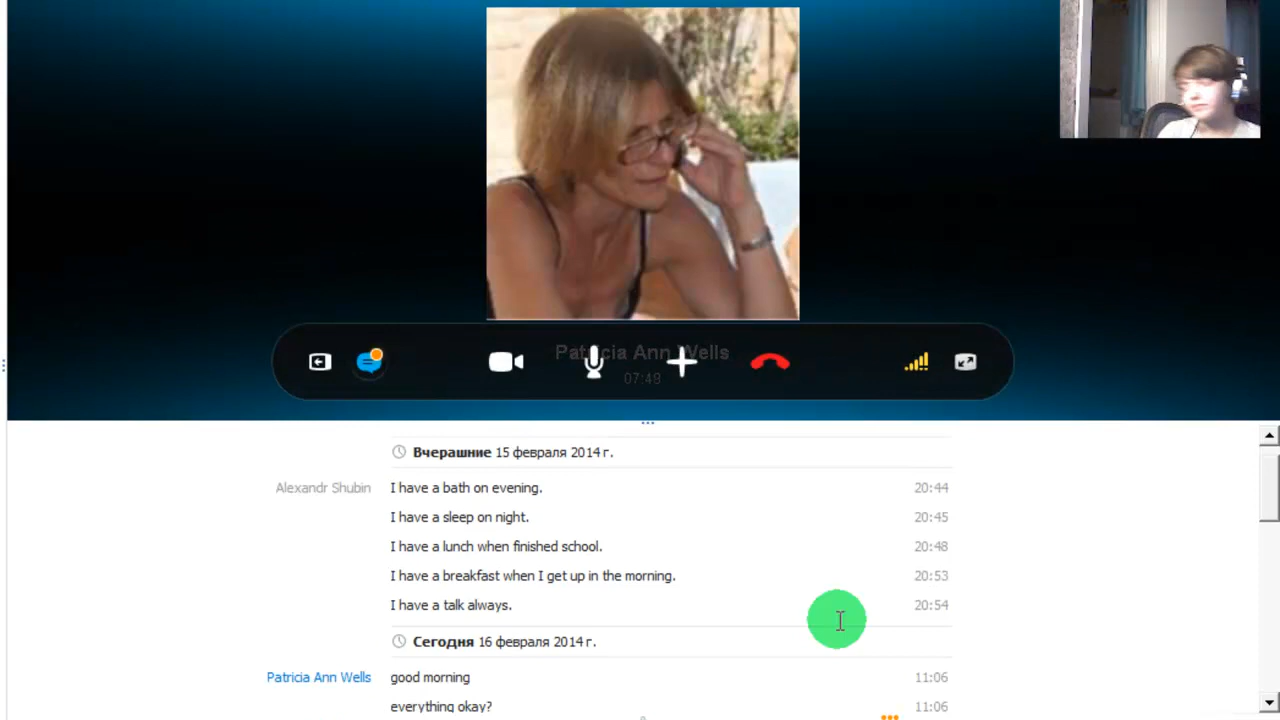 Patricia Ann Wells
07:49
Вчерашние 15 февраля 2014 г.
Alexandr Shubin I have a bath on evening. 20:44
I have a sleep on night. 20:45
I have a lunch when finished school. 20:48
I have a breakfast when I get up in the morning. 20:53
I have a talk always. 20:54
Сегодня 16 февраля 2014 г.
Patricia Ann Wells good morning 11:06
everything okay? 11:06